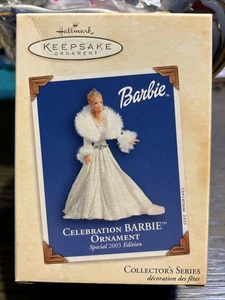 Hallmark
KEEPSAKE
ORNAMENT
Barbie
CELEBRATION BARBIE™
ORNAMENT
Special 2003 Edition
COLLECTOR'S SERIES
décoration des fêtes